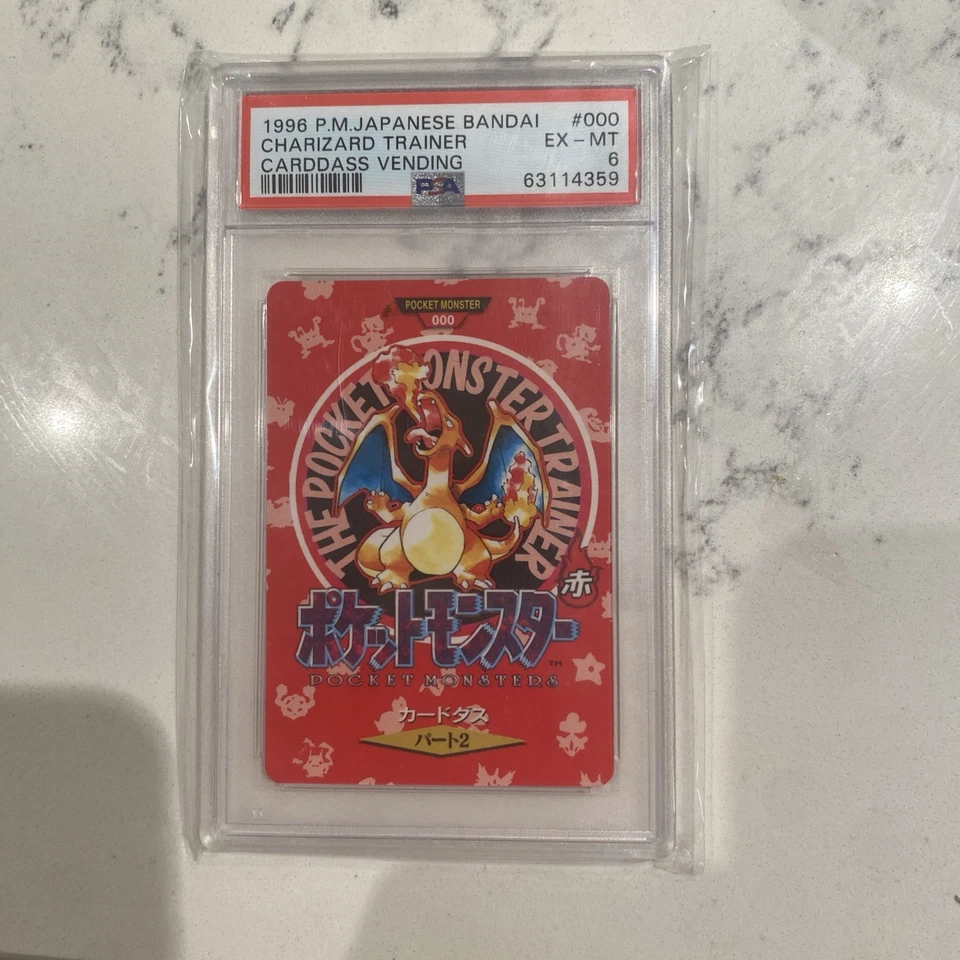 1996 P.M.JAPANESE BANDAI #000
CHARIZARD TRAINER EX-MT
CARDDASS VENDING 6
PSA 63114359
POCKET MONSTER
000
THE POCKET MONSTER TRAINER
赤
ポケットモンスター
TM
POCKET MONSTERS
カードダス
パート2